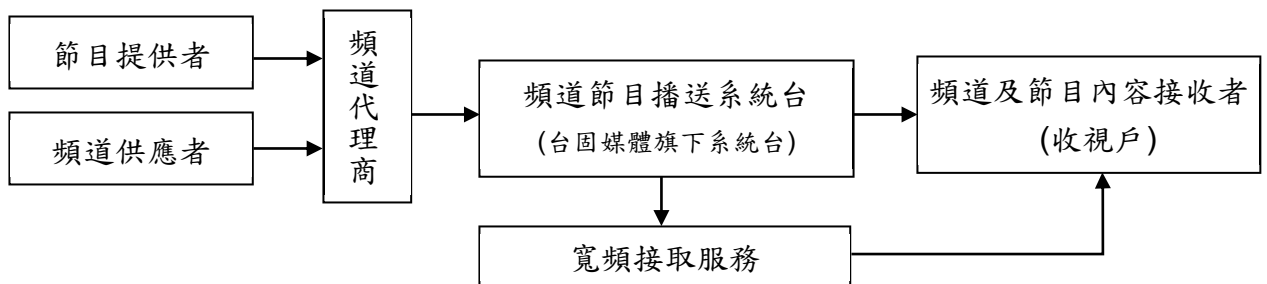 節目提供者
頻道供應者
頻道代理商
頻道節目播送系統台
(台固媒體旗下系統台)
頻道及節目內容接收者
(收視戶)
寬頻接取服務